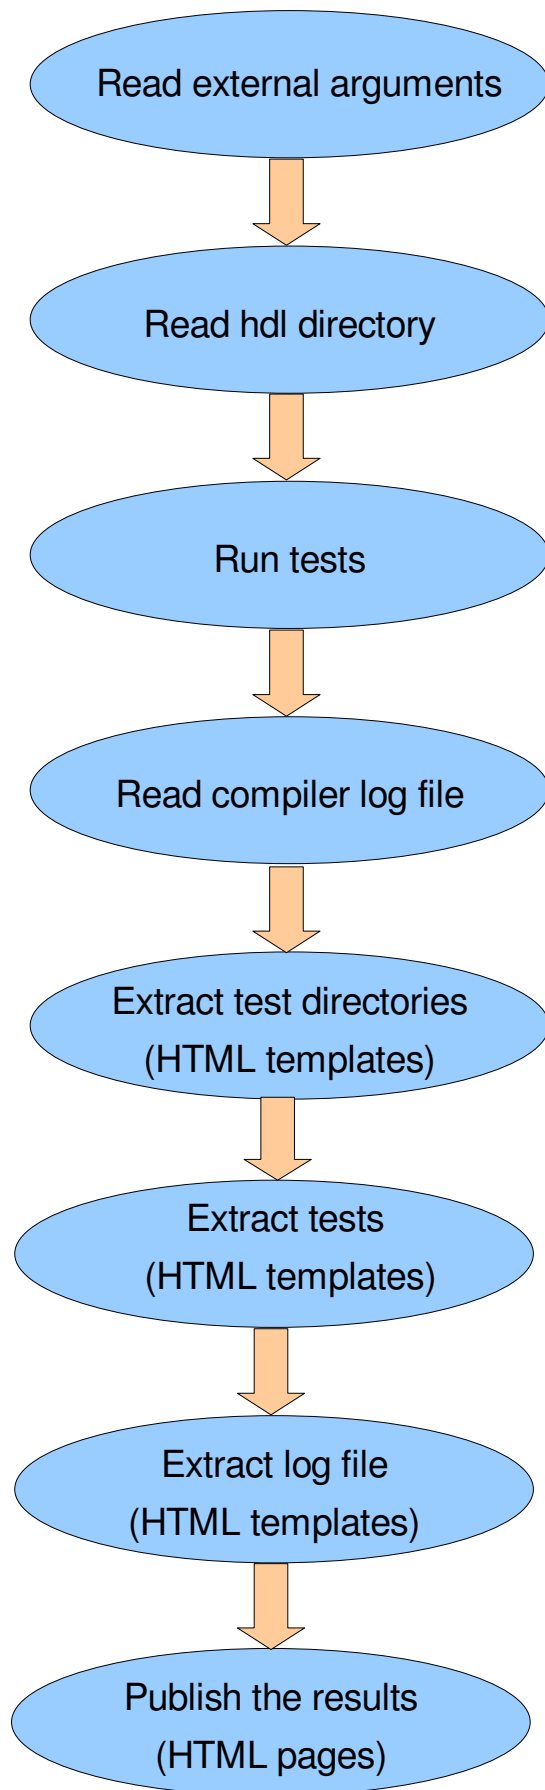 Read external arguments
Read hdl directory
Run tests
Read compiler log file
Extract test directories
(HTML templates)
Extract tests
(HTML templates)
Extract log file
(HTML templates)
Publish the results
(HTML pages)